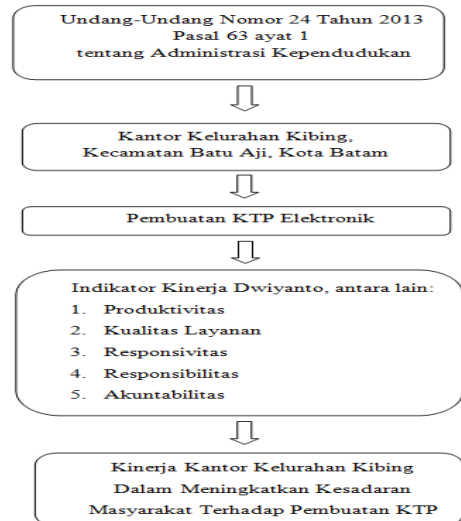 Undang-Undang Nomor 24 Tahun 2013
Pasal 63 ayat 1
tentang Administrasi Kependudukan
Kantor Kelurahan Kibing,
Kecamatan Batu Aji, Kota Batam
Pembuatan KTP Elektronik
Indikator Kinerja Dwiyanto, antara lain:
1. Produktivitas
2. Kualitas Layanan
3. Responsivitas
4. Responsibilitas
5. Akuntabilitas
Kinerja Kantor Kelurahan Kibing
Dalam Meningkatkan Kesadaran
Masyarakat Terhadap Pembuatan KTP